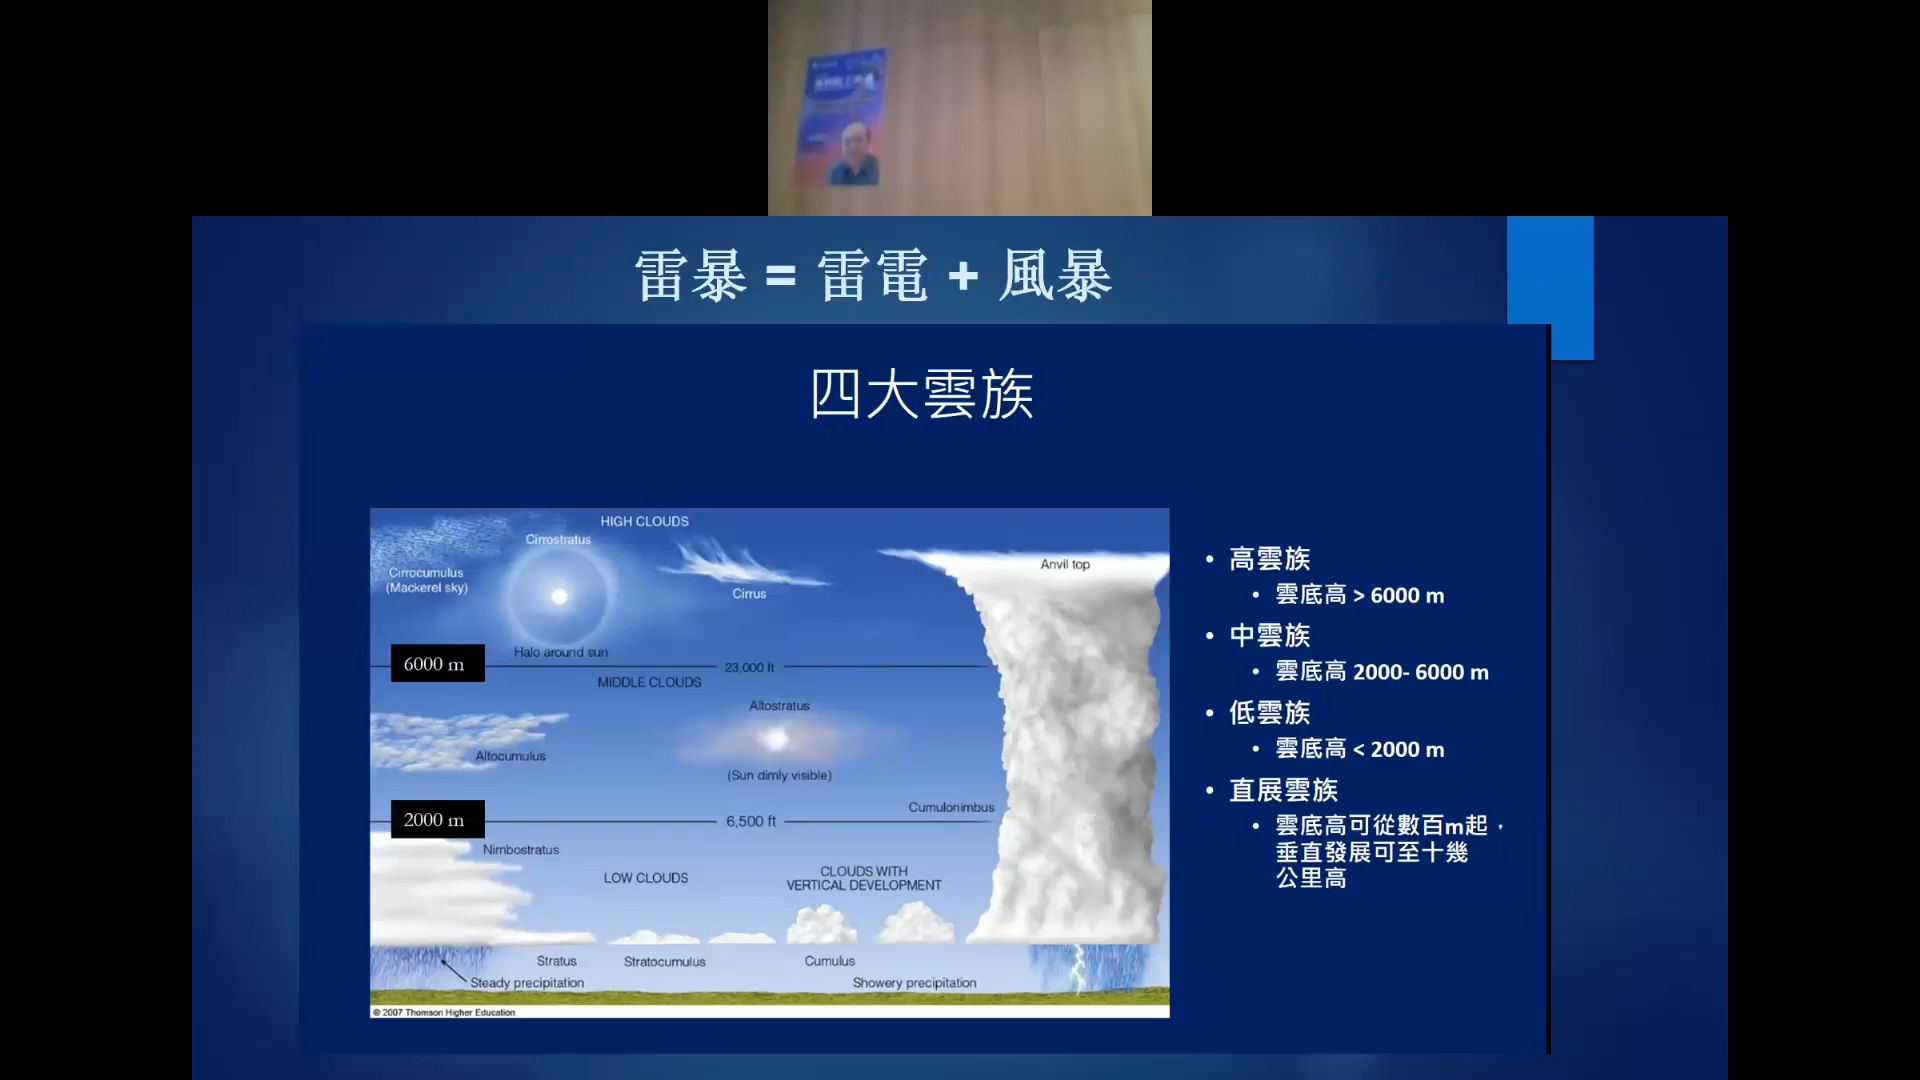 雷暴 = 雷電 + 風暴
四大雲族
HIGH CLOUDS
Cirrostratus
Cirrocumulus
(Mackerel sky)
Cirrus
Anvil top
Halo around sun
6000 m
23,000 ft
MIDDLE CLOUDS
Altostratus
Altocumulus
(Sun dimly visible)
Cumulonimbus
2000 m
6,500 ft
Nimbostratus
LOW CLOUDS
CLOUDS WITH
VERTICAL DEVELOPMENT
Stratus
Stratocumulus
Cumulus
Steady precipitation
Showery precipitation
© 2007 Thomson Higher Education
• 高雲族
• 雲底高 > 6000 m
• 中雲族
• 雲底高 2000- 6000 m
• 低雲族
• 雲底高 < 2000 m
• 直展雲族
• 雲底高可從數百m起，
垂直發展可至十幾
公里高